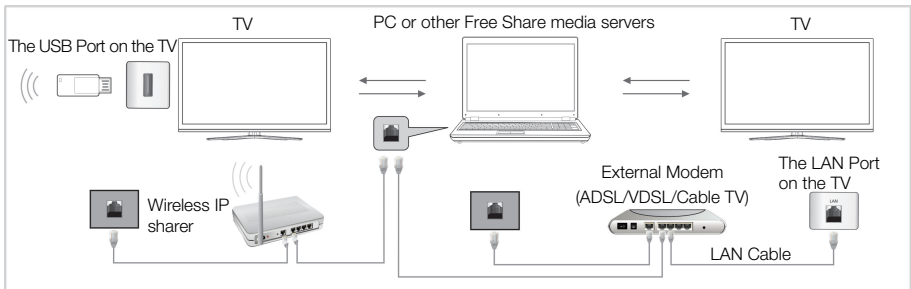 TV
PC or other Free Share media servers
TV
The USB Port on the TV
External Modem
(ADSL/VDSL/Cable TV)
The LAN Port
on the TV
Wireless IP
sharer
LAN
LAN Cable